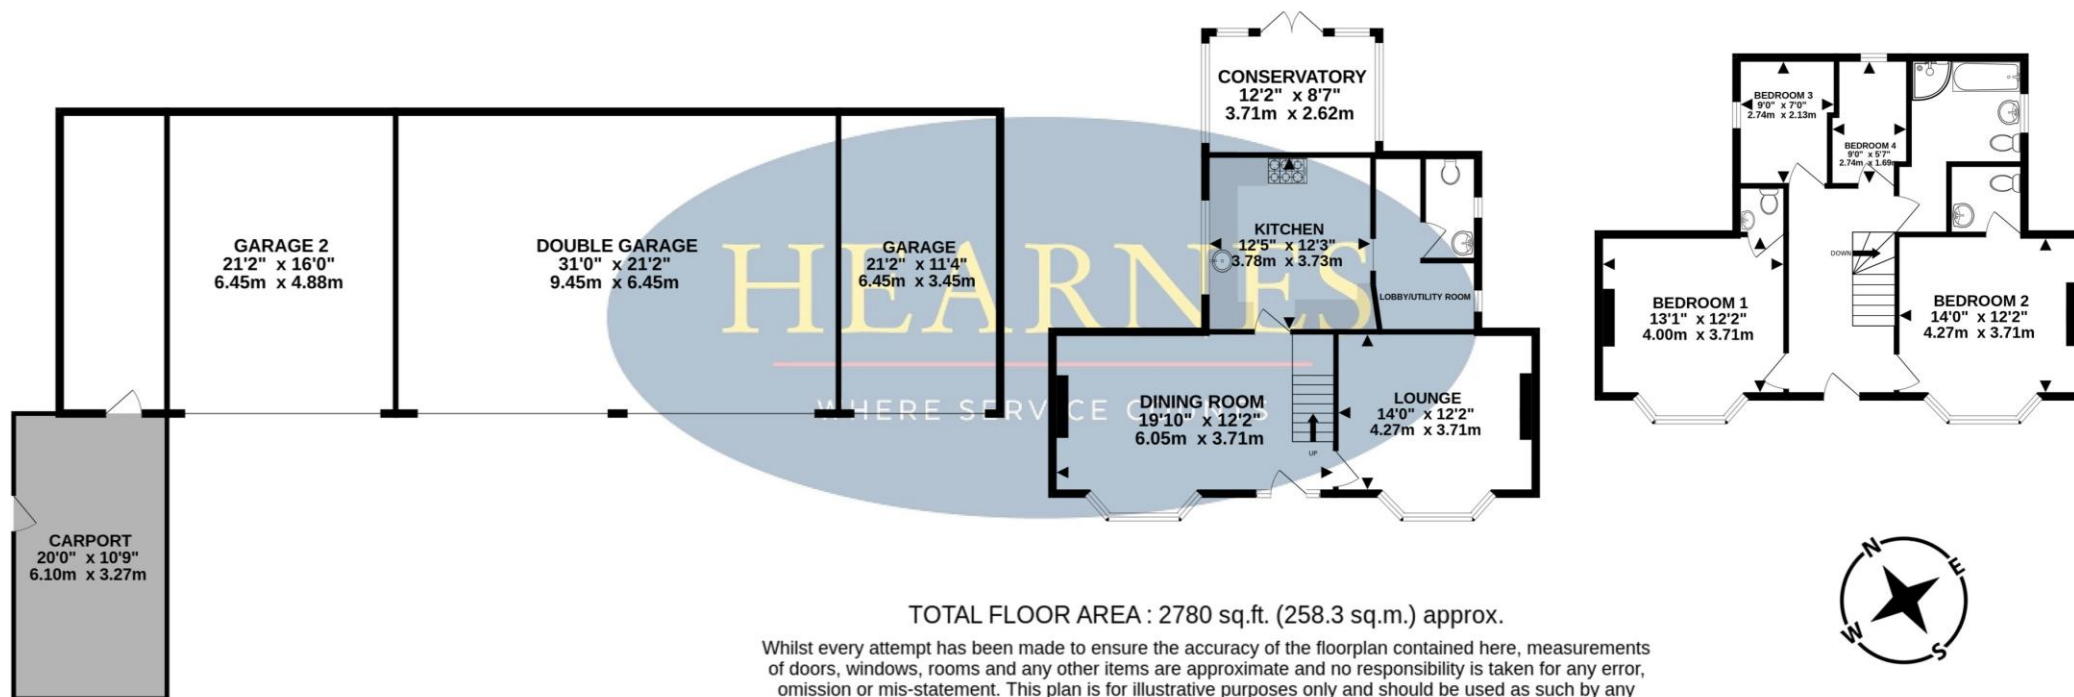 GARAGE 2
21'2" x 16'0"
6.45m x 4.88m
DOUBLE GARAGE
31'0" x 21'2"
9.45m x 6.45m
GARAGE
21'2" x 11'4"
6.45m x 3.45m
CARPORT
20'0" x 10'9"
6.10m x 3.27m
HEARNES
WHERE SERVICE COUNTS
CONSERVATORY
12'2" x 8'7"
3.71m x 2.62m
KITCHEN
12'5" x 12'3"
3.78m x 3.73m
LOBBY/UTILITY ROOM
DINING ROOM
19'10" x 12'2"
6.05m x 3.71m
UP
LOUNGE
14'0" x 12'2"
4.27m x 3.71m
BEDROOM 3
9'0" x 7'0"
2.74m x 2.13m
BEDROOM 4
9'0" x 5'7"
2.74m x 1.69m
DOWN
BEDROOM 1
13'1" x 12'2"
4.00m x 3.71m
BEDROOM 2
14'0" x 12'2"
4.27m x 3.71m
N
E
W
S
TOTAL FLOOR AREA : 2780 sq.ft. (258.3 sq.m.) approx.
Whilst every attempt has been made to ensure the accuracy of the floorplan contained here, measurements
of doors, windows, rooms and any other items are approximate and no responsibility is taken for any error,
omission or mis-statement. This plan is for illustrative purposes only and should be used as such by any